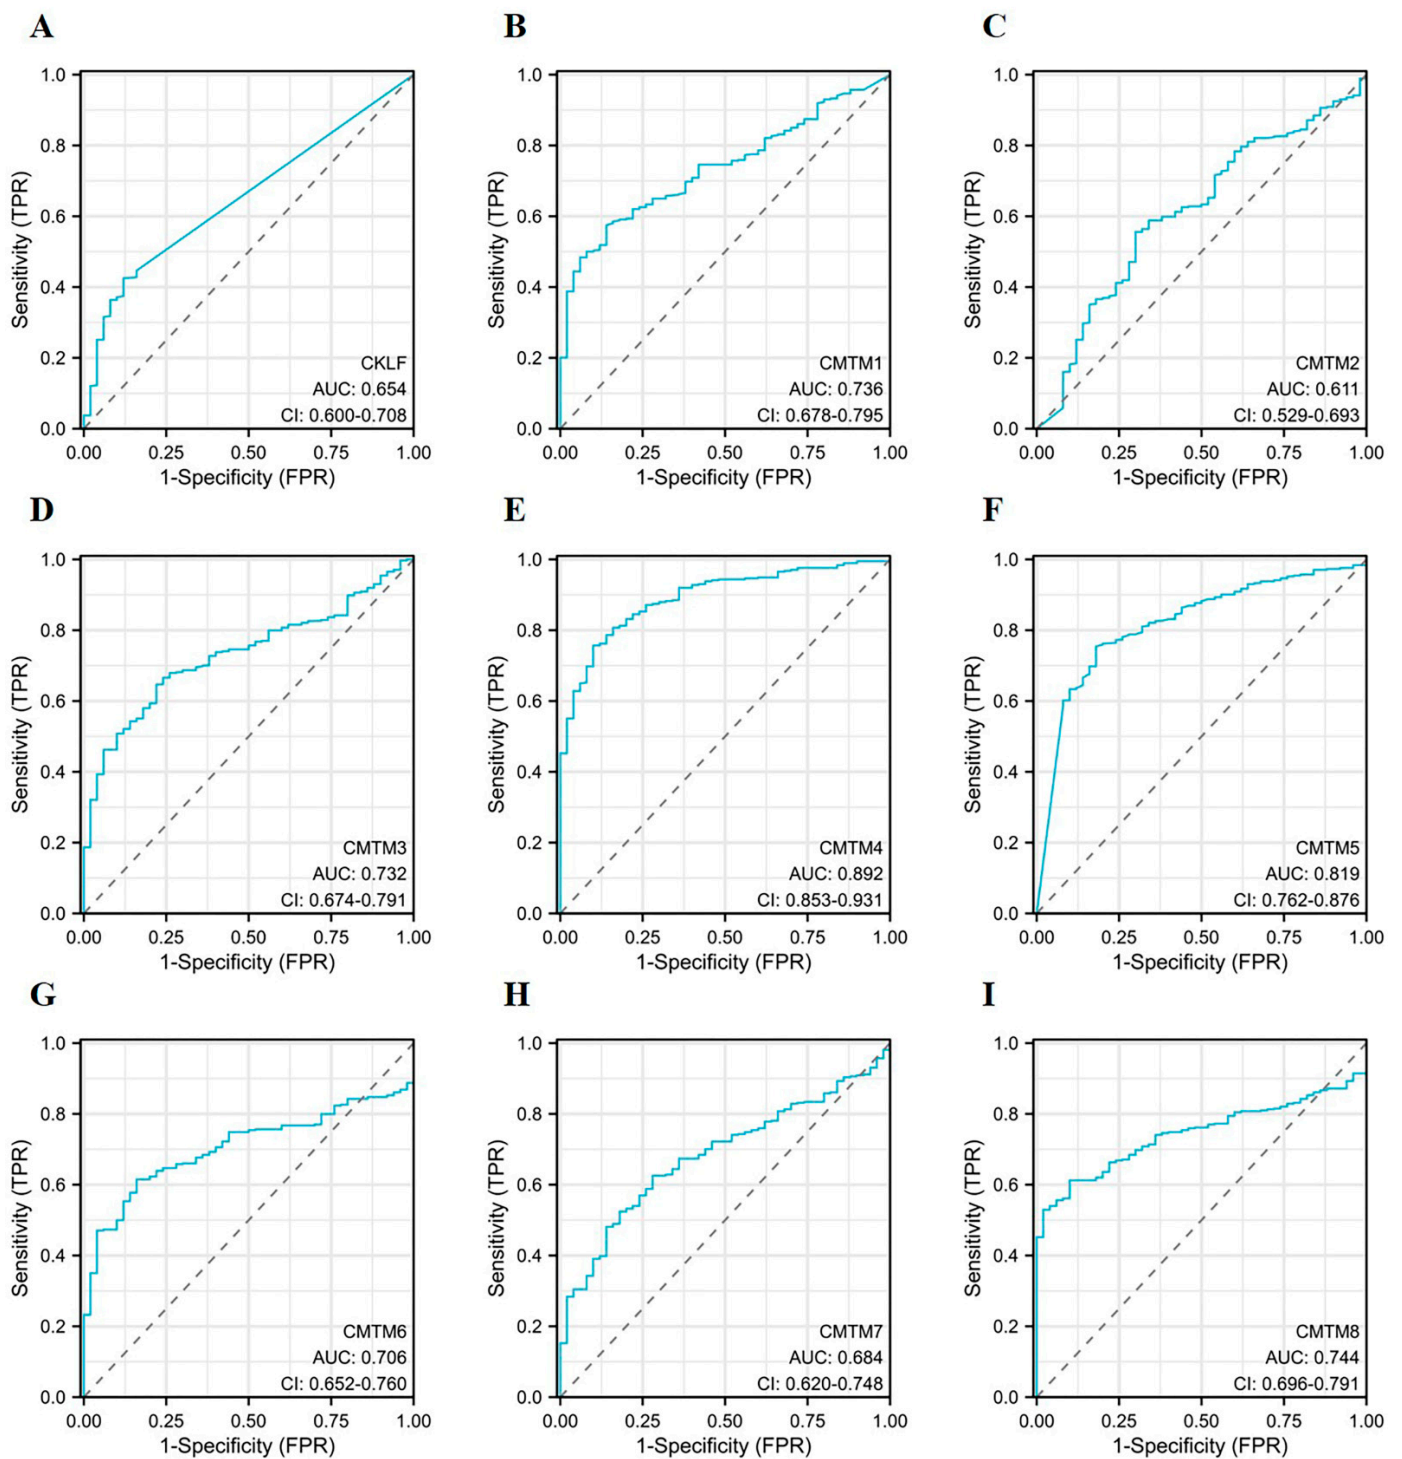 A
1.0
0.8
0.6
0.4
0.2
0.0
Sensitivity (TPR)
CKLF
AUC: 0.654
CI: 0.600-0.708
0.00 0.25 0.50 0.75 1.00
1-Specificity (FPR)
B
1.0
0.8
0.6
0.4
0.2
0.0
Sensitivity (TPR)
CMTM1
AUC: 0.736
CI: 0.678-0.795
0.00 0.25 0.50 0.75 1.00
1-Specificity (FPR)
C
1.0
0.8
0.6
0.4
0.2
0.0
Sensitivity (TPR)
CMTM2
AUC: 0.611
CI: 0.529-0.693
0.00 0.25 0.50 0.75 1.00
1-Specificity (FPR)
D
1.0
0.8
0.6
0.4
0.2
0.0
Sensitivity (TPR)
CMTM3
AUC: 0.732
CI: 0.674-0.791
0.00 0.25 0.50 0.75 1.00
1-Specificity (FPR)
E
1.0
0.8
0.6
0.4
0.2
0.0
Sensitivity (TPR)
CMTM4
AUC: 0.892
CI: 0.853-0.931
0.00 0.25 0.50 0.75 1.00
1-Specificity (FPR)
F
1.0
0.8
0.6
0.4
0.2
0.0
Sensitivity (TPR)
CMTM5
AUC: 0.819
CI: 0.762-0.876
0.00 0.25 0.50 0.75 1.00
1-Specificity (FPR)
G
1.0
0.8
0.6
0.4
0.2
0.0
Sensitivity (TPR)
CMTM6
AUC: 0.706
CI: 0.652-0.760
0.00 0.25 0.50 0.75 1.00
1-Specificity (FPR)
H
1.0
0.8
0.6
0.4
0.2
0.0
Sensitivity (TPR)
CMTM7
AUC: 0.684
CI: 0.620-0.748
0.00 0.25 0.50 0.75 1.00
1-Specificity (FPR)
I
1.0
0.8
0.6
0.4
0.2
0.0
Sensitivity (TPR)
CMTM8
AUC: 0.744
CI: 0.696-0.791
0.00 0.25 0.50 0.75 1.00
1-Specificity (FPR)